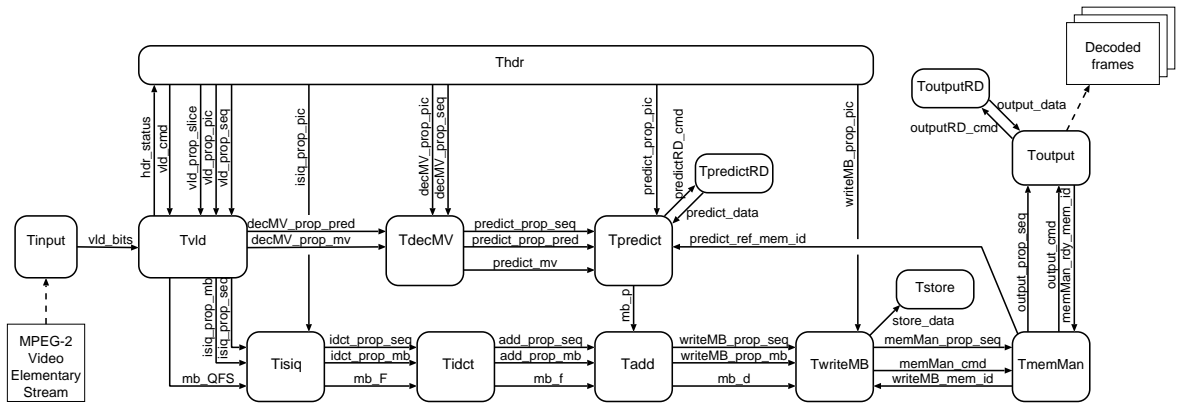 Thdr
Decoded
frames
ToutputRD
output_data
outputRD_cmd
Toutput
hdr_status
vld_cmd
vld_prop_slice
vld_prop_pic
vld_prop_seq
isiq_prop_pic
decMV_prop_pic
decMV_prop_seq
predict_prop_pic
predictRD_cmd
TpredictRD
predict_data
writeMB_prop_pic
Tinput
vld_bits
Tvld
decMV_prop_pred
decMV_prop_mv
TdecMV
predict_prop_seq
predict_prop_pred
predict_mv
Tpredict
predict_ref_mem_id
output_prop_seq
output_cmd
memMan_rdy_mem_id
isiq_prop_mb
isiq_prop_seq
mb_p
Tstore
store_data
MPEG-2
Video
Elementary
Stream
mb_QFS
Tisiq
idct_prop_seq
idct_prop_mb
mb_F
Tidct
add_prop_seq
add_prop_mb
mb_f
Tadd
writeMB_prop_seq
writeMB_prop_mb
mb_d
TwriteMB
memMan_prop_seq
memMan_cmd
writeMB_mem_id
TmemMan